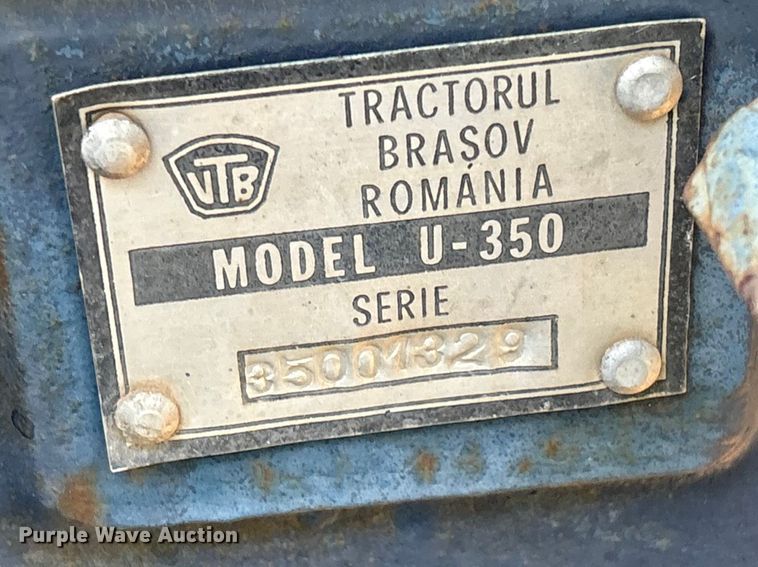 TRACTORUL
BRAȘOV
ROMÂNIA
UTB
MODEL U-350
SERIE
35001329
Purple Wave Auction